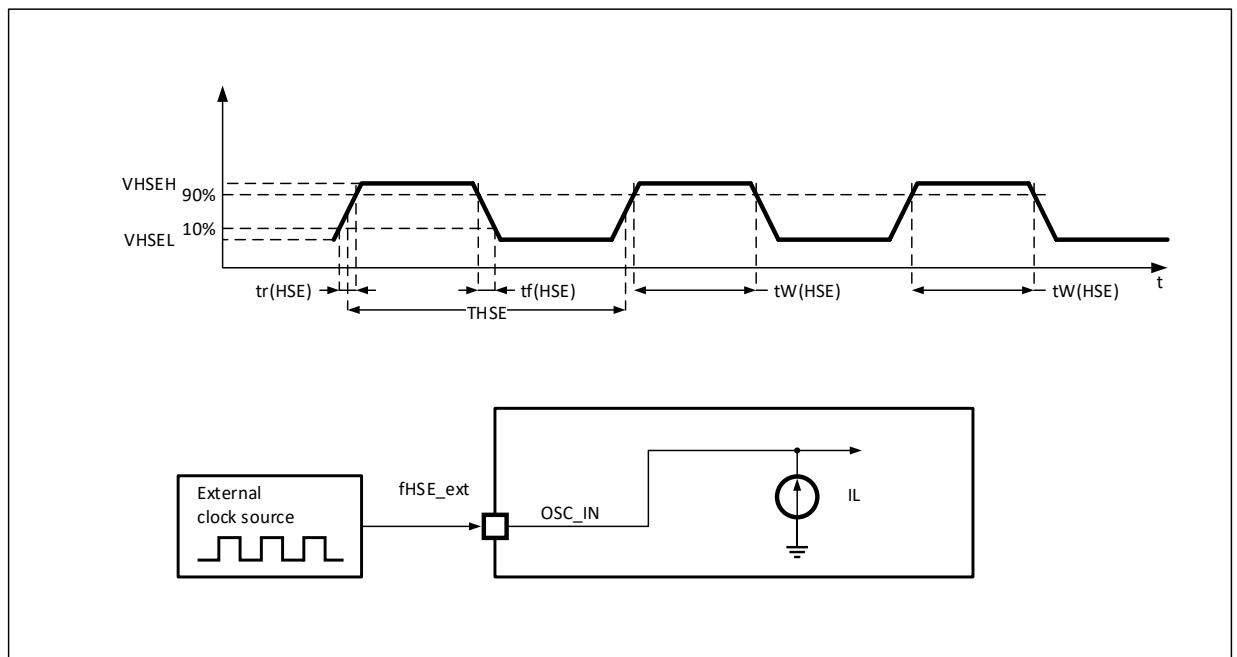 VHSEH
90%
10%
VHSEL
tr(HSE)
tf(HSE)
tW(HSE)
tW(HSE)
t
THSE
External
clock source
fHSE_ext
OSC_IN
IL